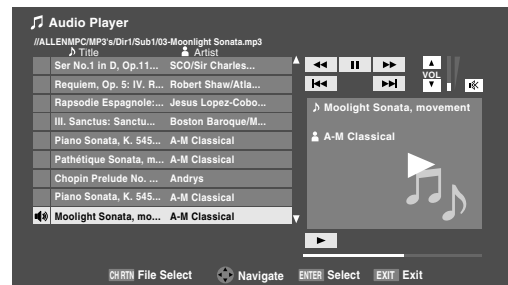 Audio Player
//ALLENMPC/MP3's/Dir1/Sub1/03-Moonlight Sonata.mp3
Title Artist
Ser No.1 in D, Op.11... SCO/Sir Charles...
Requiem, Op. 5: IV. R... Robert Shaw/Atla...
Rapsodie Espagnole:... Jesus Lopez-Cobo...
III. Sanctus: Sanctu... Boston Baroque/M...
Piano Sonata, K. 545... A-M Classical
Pathétique Sonata, m... A-M Classical
Chopin Prelude No. ... Andrys
Piano Sonata, K. 545... A-M Classical
Moolight Sonata, mo... A-M Classical
VOL
Moolight Sonata, movement
A-M Classical
CH RTN File Select Navigate ENTER Select EXIT Exit